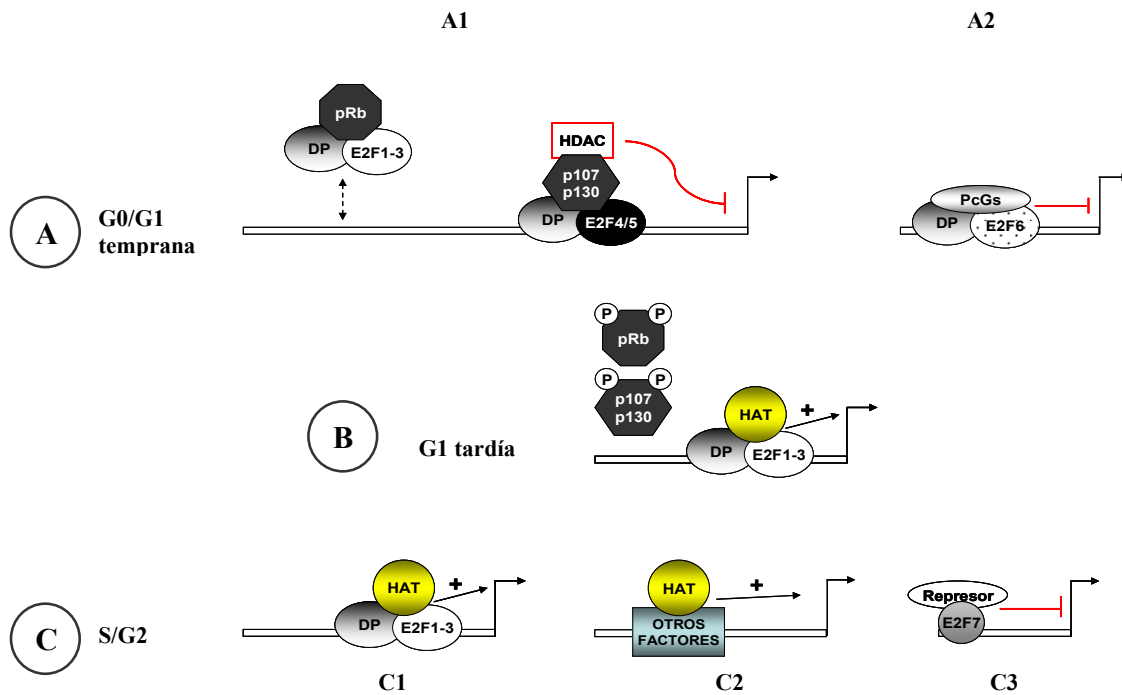 A1
A2
pRb
DP
E2F1-3
HDAC
p107
p130
DP
E2F4/5
PcGs
DP
E2F6
A
G0/G1
temprana
P
P
pRb
P
P
p107
p130
HAT
+
DP
E2F1-3
B
G1 tardía
HAT
+
DP
E2F1-3
HAT
+
OTROS
FACTORES
Represor
E2F7
C
S/G2
C1
C2
C3